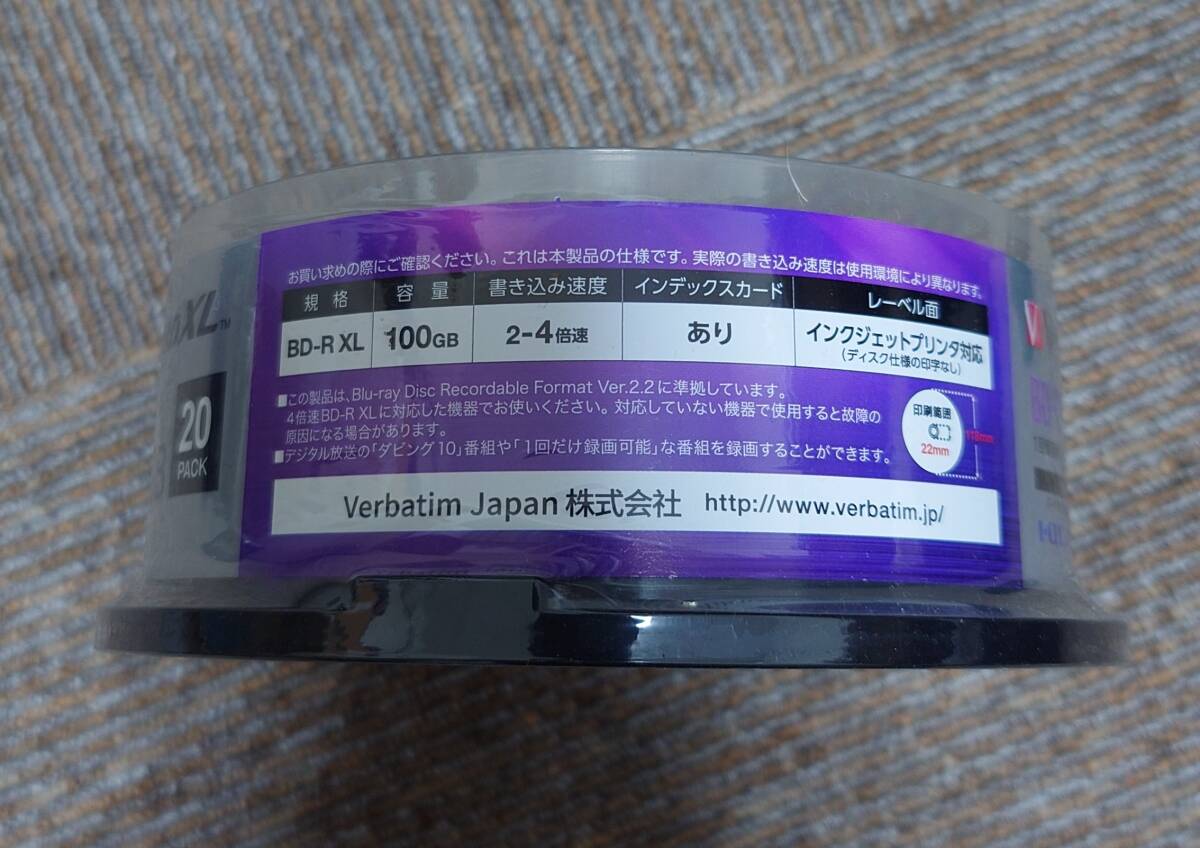 お買い求めの際にご確認ください。これは本製品の仕様です。実際の書き込み速度は使用環境により異なります。
規格 容量 書き込み速度 インデックスカード レーベル面
BD-R XL 100GB 2-4倍速 あり インクジェットプリンタ対応
(ディスク仕様の印字なし)
■この製品は、Blu-ray Disc Recordable Format Ver.2.2に準拠しています。
4倍速BD-R XLに対応した機器でお使いください。対応していない機器で使用すると故障の
原因になる場合があります。
■デジタル放送の「ダビング10」番組や「1回だけ録画可能」な番組を録画することができます。
印刷範囲
22mm
118mm
Verbatim Japan 株式会社 http://www.verbatim.jp/
XL™
20
PACK